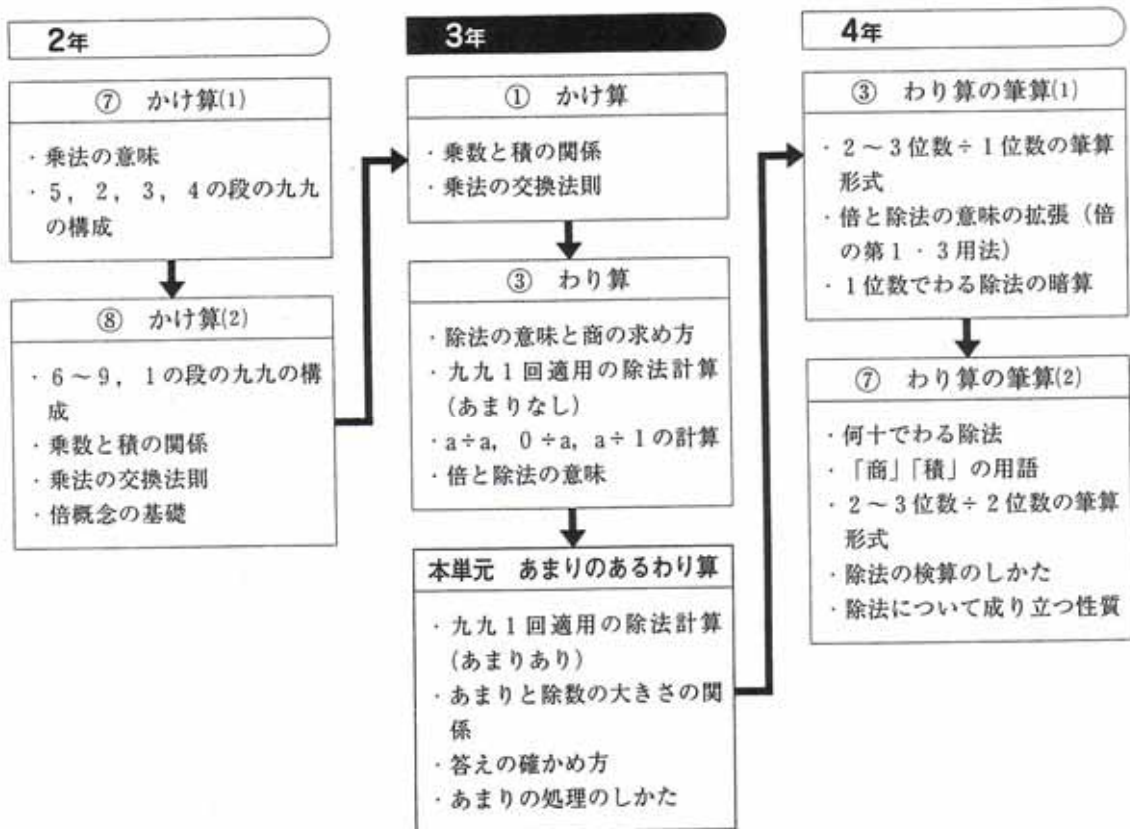 2年
⑦ かけ算(1)
・乗法の意味
・5，2，3，4の段の九九
の構成
⑧ かけ算(2)
・6～9，1の段の九九の構
成
・乗数と積の関係
・乗法の交換法則
・倍概念の基礎
3年
① かけ算
・乗数と積の関係
・乗法の交換法則
③ わり算
・除法の意味と商の求め方
・九九1回適用の除法計算
(あまりなし)
・a÷a，0÷a，a÷1の計算
・倍と除法の意味
本単元 あまりのあるわり算
・九九1回適用の除法計算
(あまりあり)
・あまりと除数の大きさの関
係
・答えの確かめ方
・あまりの処理のしかた
4年
③ わり算の筆算(1)
・2～3位数÷1位数の筆算
形式
・倍と除法の意味の拡張（倍
の第1・3用法）
・1位数でわる除法の暗算
⑦ わり算の筆算(2)
・何十でわる除法
・「商」「積」の用語
・2～3位数÷2位数の筆算
形式
・除法の検算のしかた
・除法について成り立つ性質